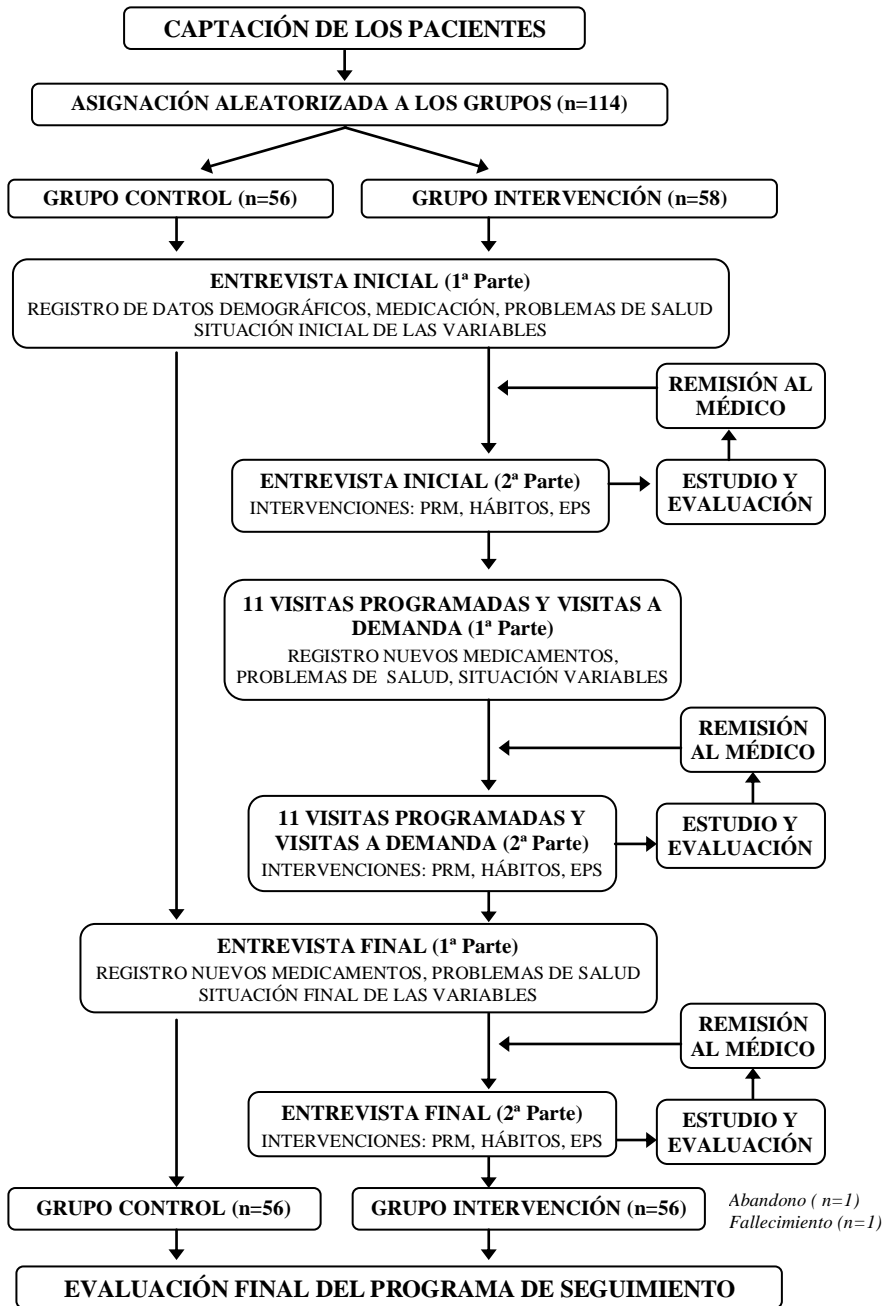 CAPTACIÓN DE LOS PACIENTES
ASIGNACIÓN ALEATORIZADA A LOS GRUPOS (n=114)
GRUPO CONTROL (n=56)
GRUPO INTERVENCIÓN (n=58)
ENTREVISTA INICIAL (1ª Parte)
REGISTRO DE DATOS DEMOGRÁFICOS, MEDICACIÓN, PROBLEMAS DE SALUD
SITUACIÓN INICIAL DE LAS VARIABLES
REMISIÓN AL
MÉDICO
ENTREVISTA INICIAL (2ª Parte)
INTERVENCIONES: PRM, HÁBITOS, EPS
ESTUDIO Y
EVALUACIÓN
11 VISITAS PROGRAMADAS Y VISITAS A
DEMANDA (1ª Parte)
REGISTRO NUEVOS MEDICAMENTOS,
PROBLEMAS DE SALUD, SITUACIÓN VARIABLES
REMISIÓN
AL MÉDICO
11 VISITAS PROGRAMADAS Y
VISITAS A DEMANDA (2ª Parte)
INTERVENCIONES: PRM, HÁBITOS, EPS
ESTUDIO Y
EVALUACIÓN
ENTREVISTA FINAL (1ª Parte)
REGISTRO NUEVOS MEDICAMENTOS, PROBLEMAS DE SALUD
SITUACIÓN FINAL DE LAS VARIABLES
REMISIÓN
AL MÉDICO
ENTREVISTA FINAL (2ª Parte)
INTERVENCIONES: PRM, HÁBITOS, EPS
ESTUDIO Y
EVALUACIÓN
GRUPO CONTROL (n=56)
GRUPO INTERVENCIÓN (n=56)
Abandono ( n=1)
Fallecimiento (n=1)
EVALUACIÓN FINAL DEL PROGRAMA DE SEGUIMIENTO